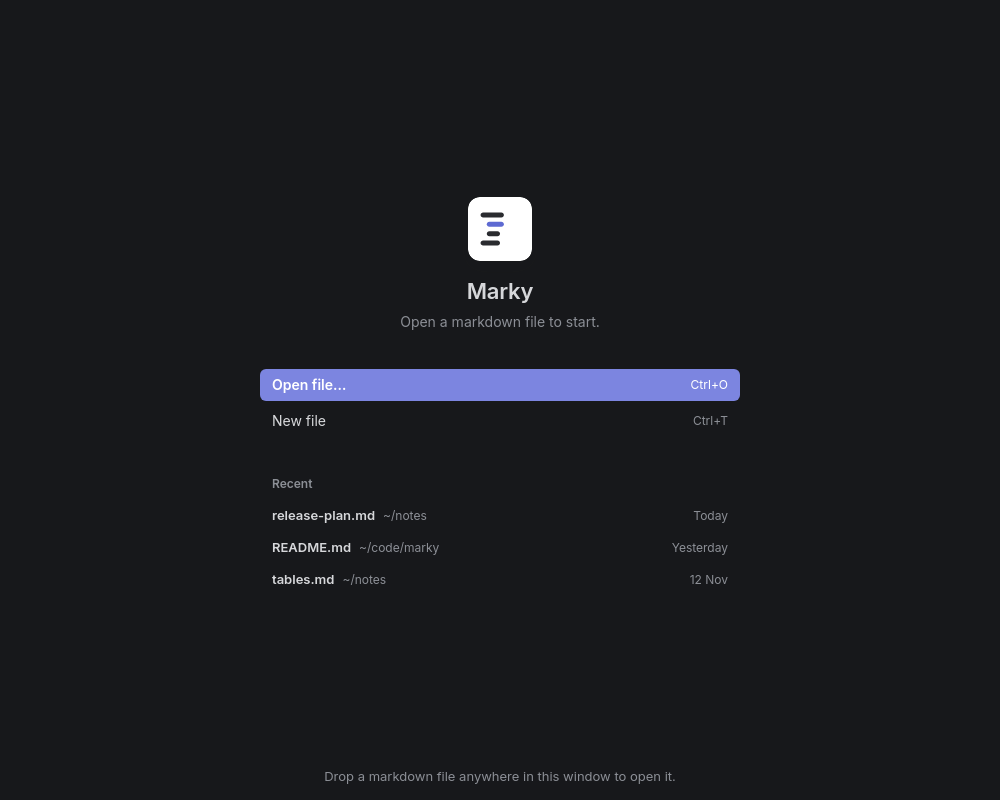 Marky
Open a markdown file to start.
Open file... Ctrl+O
New file Ctrl+T
Recent
release-plan.md ~/notes Today
README.md ~/code/marky Yesterday
tables.md ~/notes 12 Nov
Drop a markdown file anywhere in this window to open it.